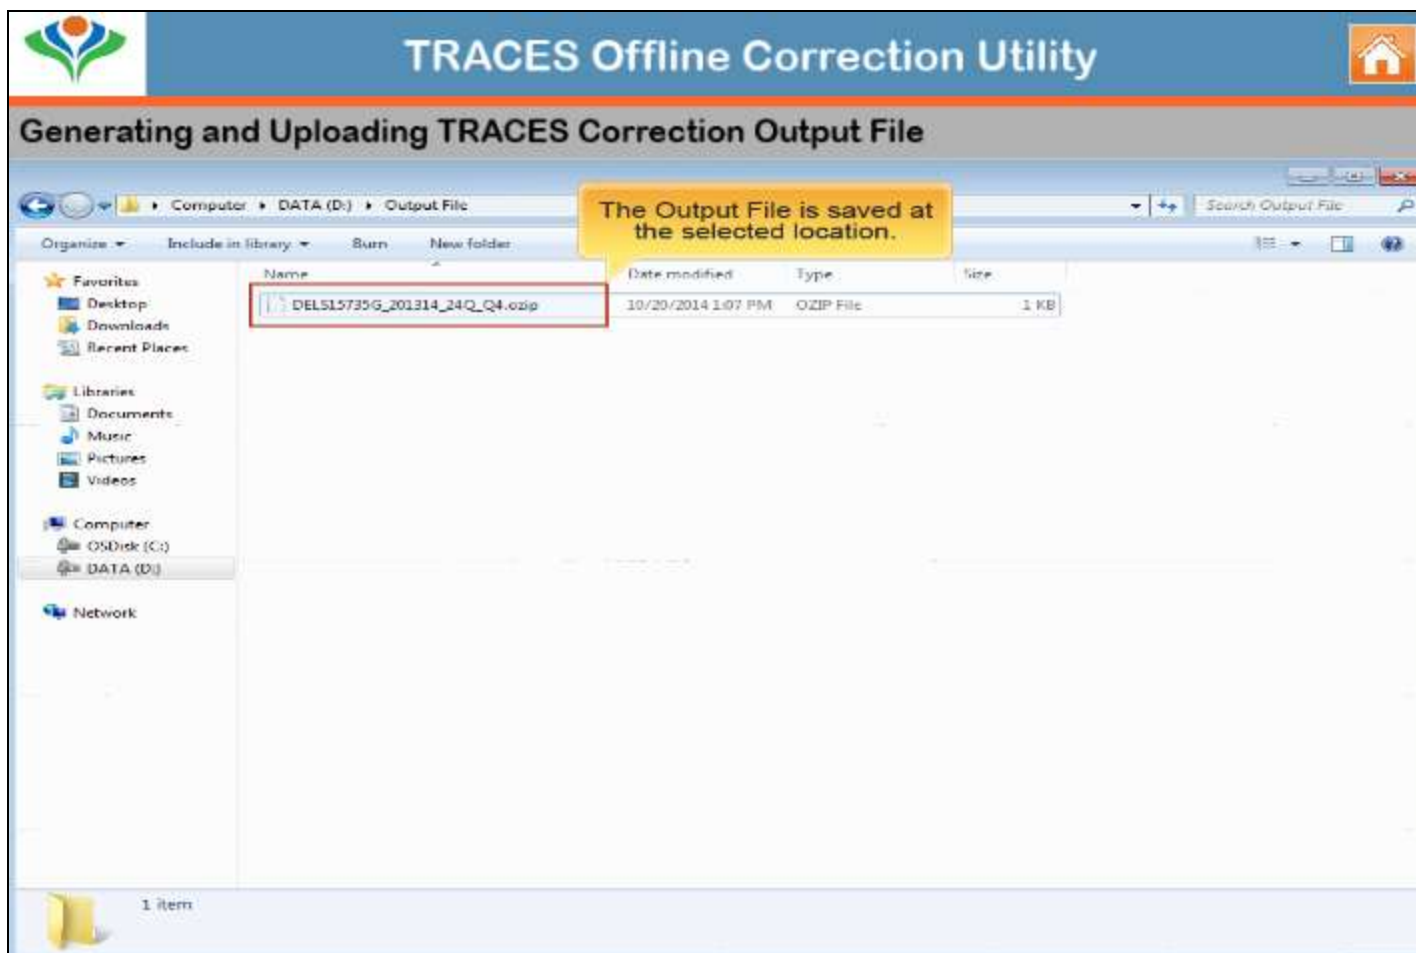 TRACES Offline Correction Utility
Generating and Uploading TRACES Correction Output File
Computer ▸ DATA (D:) ▸ Output File
Search Output File
The Output File is saved at
the selected location.
Organize Include in library Burn New folder
Name Date modified Type Size
DELS15735G_201314_24Q_Q4.ozip 10/20/2014 1:07 PM OZIP File 1 KB
Favorites
Desktop
Downloads
Recent Places
Libraries
Documents
Music
Pictures
Videos
Computer
OSDisk (C:)
DATA (D:)
Network
1 item